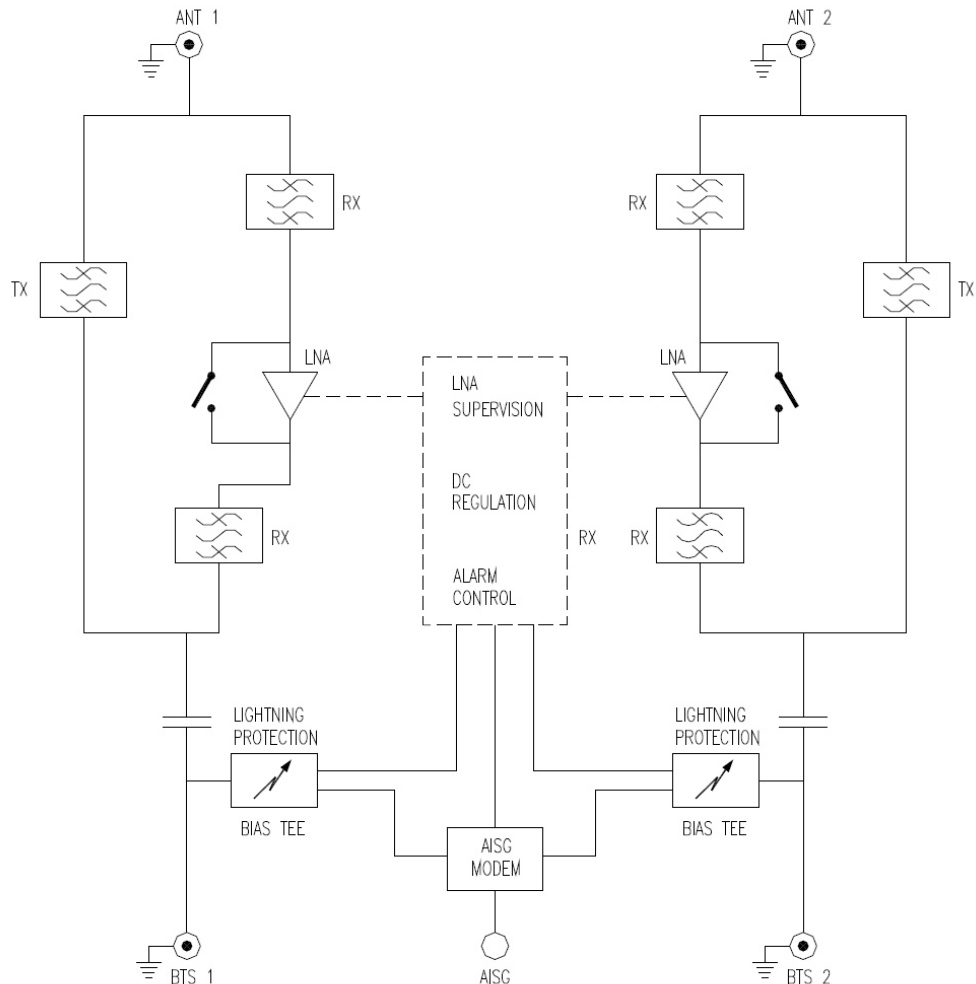 ANT 1
ANT 2
RX
RX
TX
TX
LNA
LNA
LNA
SUPERVISION
DC
REGULATION
RX
RX
RX
ALARM
CONTROL
LIGHTNING
PROTECTION
LIGHTNING
PROTECTION
BIAS TEE
BIAS TEE
AISG
MODEM
BTS 1
AISG
BTS 2